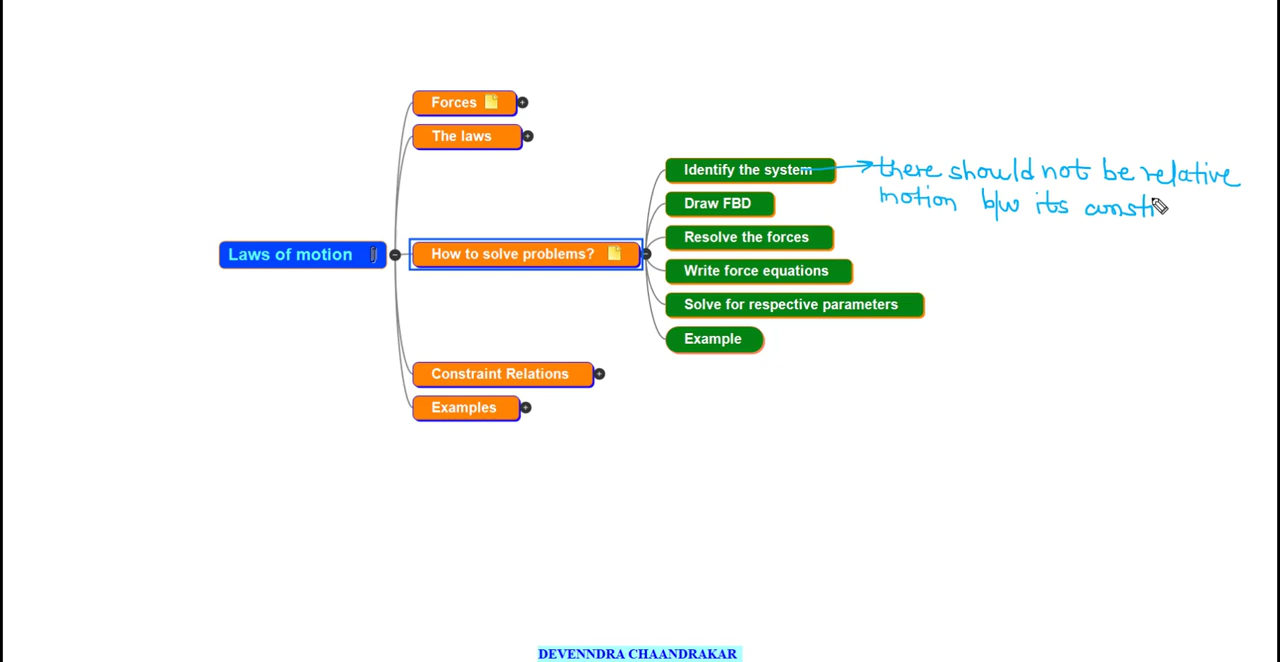 Forces
The laws
Identify the system
there should not be relative
motion b/w its consti
Draw FBD
Resolve the forces
Laws of motion
How to solve problems?
Write force equations
Solve for respective parameters
Example
Constraint Relations
Examples
DEVENNDRA CHAANDRAKAR